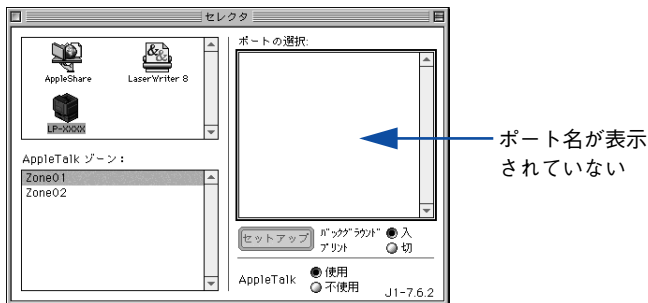 セレクタ
AppleShare
LaserWriter 8
LP-XXXX
AppleTalk ゾーン：
Zone01
Zone02
ポートの選択:
セットアップ
バックグラウンド
プリント
入
切
AppleTalk
使用
不使用
J1-7.6.2
ポート名が表示
されていない